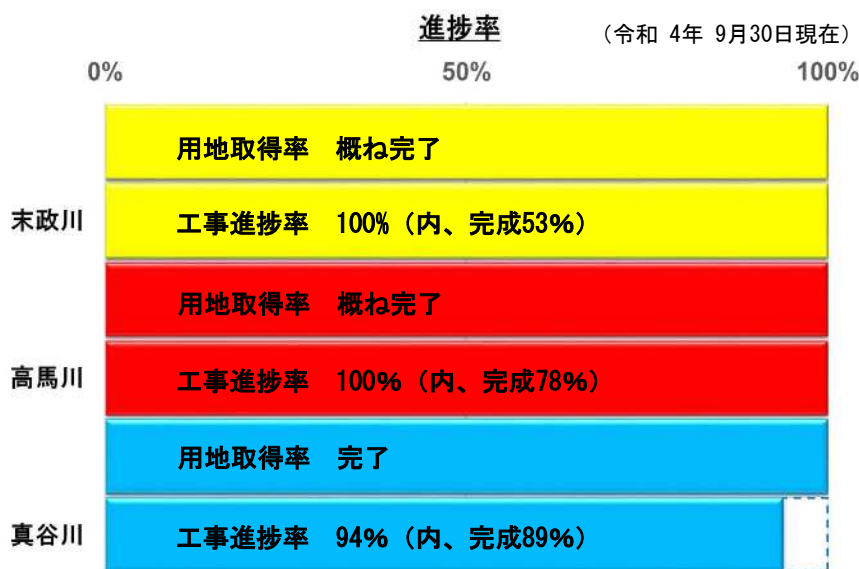 進捗率 （令和 4年 9月30日現在）
0% 50% 100%
用地取得率 概ね完了
末政川
工事進捗率 100%（内、完成53％）
用地取得率 概ね完了
高馬川
工事進捗率 100％（内、完成78％）
用地取得率 完了
真谷川
工事進捗率 94％（内、完成89％）